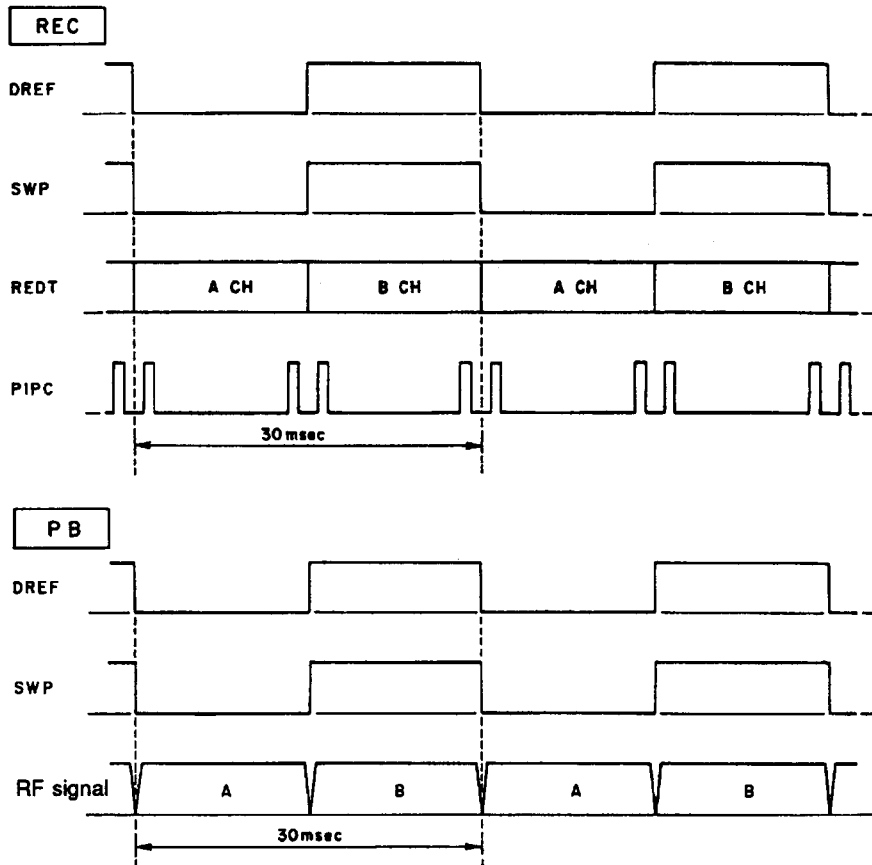 REC
DREF
SWP
REDT A CH B CH A CH B CH
PIPC
30msec
PB
DREF
SWP
RF signal A B A B
30msec